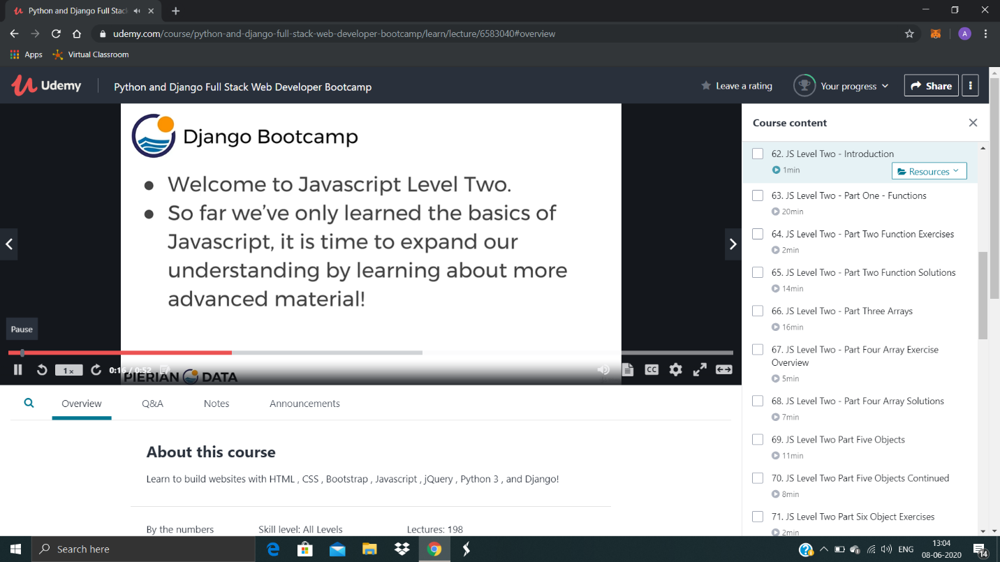 Python and Django Full Stac
udemy.com/course/python-and-django-full-stack-web-developer-bootcamp/learn/lecture/6583040#overview
A
Apps
Virtual Classroom
Udemy
Python and Django Full Stack Web Developer Bootcamp
Leave a rating
Your progress
Share
Django Bootcamp
● Welcome to Javascript Level Two.
● So far we've only learned the basics of
Javascript, it is time to expand our
understanding by learning about more
advanced material!
Pause
1 x
0:16 / 0:52
PIERIAN DATA
CC
Course content
62. JS Level Two - Introduction
1min
Resources
63. JS Level Two - Part One - Functions
20min
64. JS Level Two - Part Two Function Exercises
2min
65. JS Level Two - Part Two Function Solutions
14min
66. JS Level Two - Part Three Arrays
16min
67. JS Level Two - Part Four Array Exercise
Overview
5min
68. JS Level Two - Part Four Array Solutions
7min
69. JS Level Two Part Five Objects
11min
70. JS Level Two Part Five Objects Continued
8min
71. JS Level Two Part Six Object Exercises
2min
Overview
Q&A
Notes
Announcements
About this course
Learn to build websites with HTML , CSS , Bootstrap , Javascript , jQuery , Python 3 , and Django!
By the numbers
Skill level: All Levels
Lectures: 198
Search here
ENG
13:04
08-06-2020
14